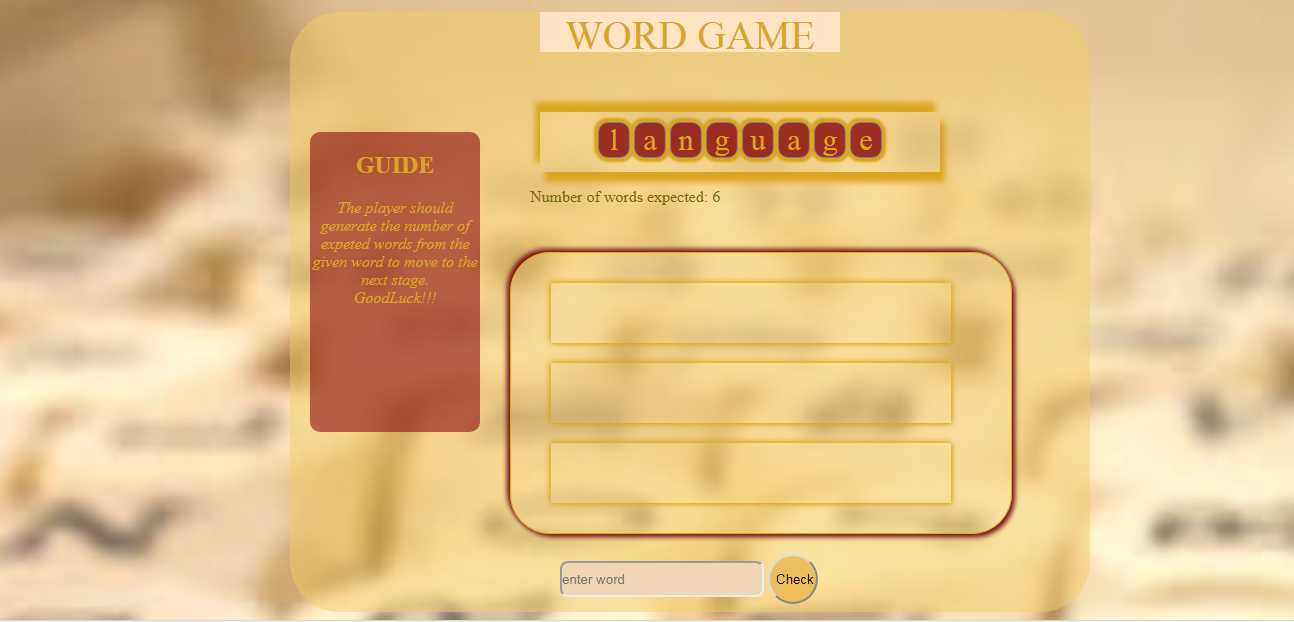 WORD GAME
language
GUIDE
The player should
generate the number of
expeted words from the
given word to move to the
next stage.
GoodLuck!!!
Number of words expected: 6
enter word
Check